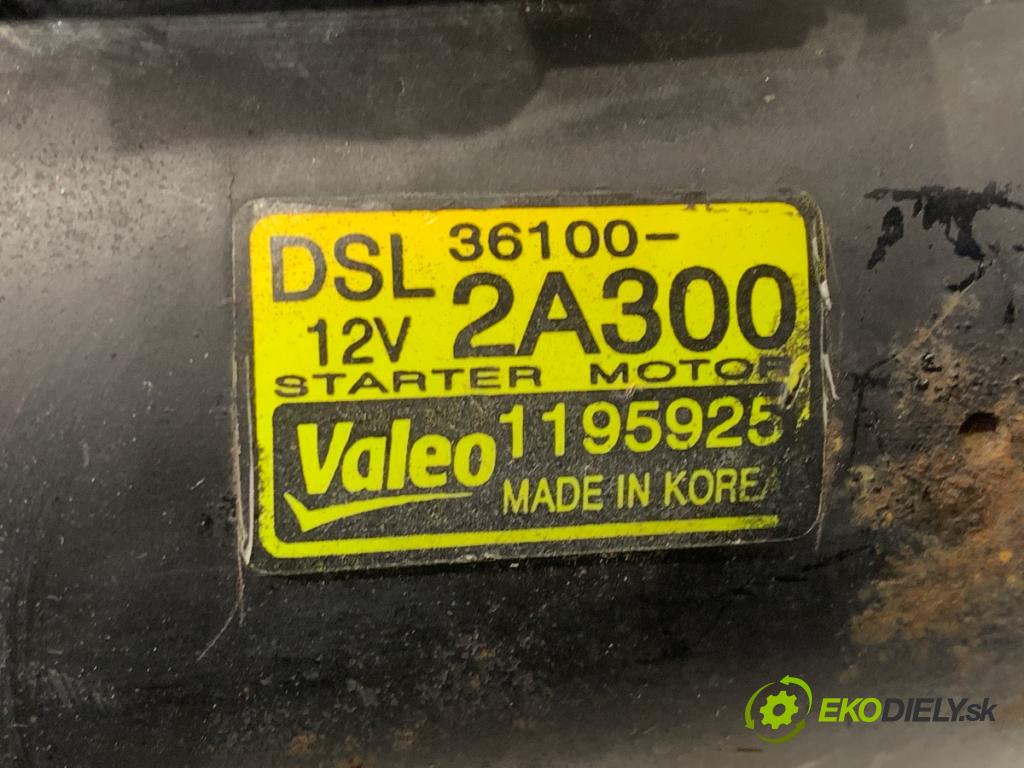 DSL 36100-
12V 2A300
STARTER MOTOR
Valeo 1195925
MADE IN KOREA
EKODIELY.sk